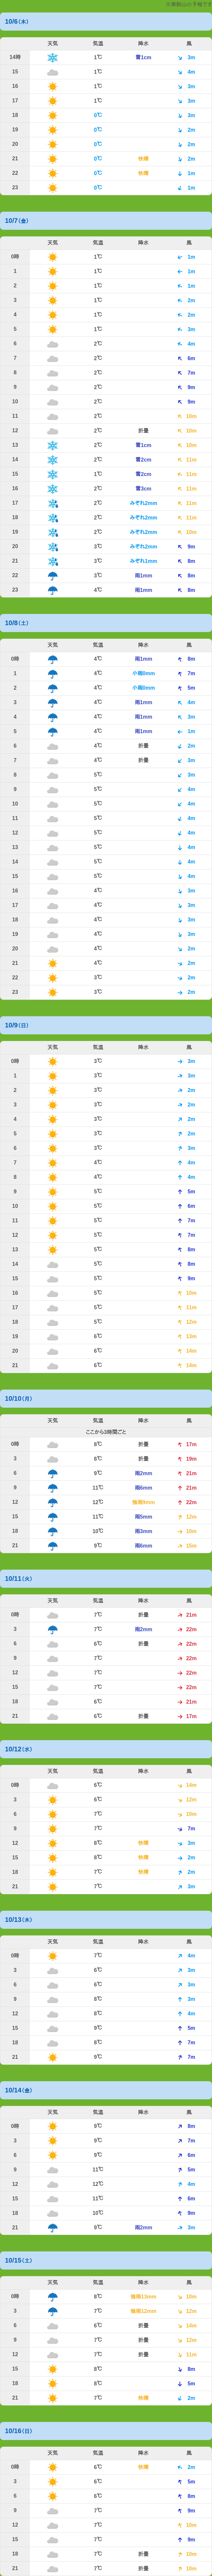 ※乗鞍山の予報です
10/6(木)
天気 気温 降水 風
14時 1℃ 雪1cm 3m
15 1℃ 4m
16 1℃ 3m
17 1℃ 3m
18 0℃ 3m
19 0℃ 2m
20 0℃ 2m
21 0℃ 快適 2m
22 0℃ 快適 1m
23 0℃ 1m
10/7(金)
天気 気温 降水 風
0時 1℃ 1m
1 1℃ 1m
2 1℃ 1m
3 1℃ 2m
4 1℃ 2m
5 1℃ 3m
6 2℃ 4m
7 2℃ 6m
8 2℃ 7m
9 2℃ 9m
10 2℃ 9m
11 2℃ 10m
12 2℃ 折畳 10m
13 2℃ 雪1cm 10m
14 2℃ 雪2cm 11m
15 1℃ 雪2cm 11m
16 2℃ 雪3cm 11m
17 2℃ みぞれ2mm 11m
18 2℃ みぞれ2mm 11m
19 2℃ みぞれ2mm 10m
20 3℃ みぞれ2mm 9m
21 3℃ みぞれ1mm 8m
22 3℃ 雨1mm 8m
23 4℃ 雨1mm 8m
10/8(土)
天気 気温 降水 風
0時 4℃ 雨1mm 8m
1 4℃ 小雨0mm 7m
2 4℃ 小雨0mm 5m
3 4℃ 雨1mm 4m
4 4℃ 雨1mm 3m
5 4℃ 雨1mm 1m
6 4℃ 折畳 2m
7 4℃ 折畳 3m
8 5℃ 3m
9 5℃ 4m
10 5℃ 4m
11 5℃ 4m
12 5℃ 4m
13 5℃ 4m
14 5℃ 4m
15 5℃ 4m
16 4℃ 3m
17 4℃ 3m
18 4℃ 3m
19 4℃ 3m
20 4℃ 2m
21 4℃ 2m
22 3℃ 2m
23 3℃ 2m
10/9(日)
天気 気温 降水 風
0時 3℃ 3m
1 3℃ 3m
2 3℃ 2m
3 3℃ 2m
4 3℃ 2m
5 3℃ 2m
6 3℃ 3m
7 4℃ 4m
8 4℃ 4m
9 5℃ 5m
10 5℃ 6m
11 5℃ 7m
12 5℃ 7m
13 5℃ 8m
14 5℃ 8m
15 5℃ 9m
16 5℃ 10m
17 5℃ 11m
18 5℃ 12m
19 6℃ 13m
20 6℃ 14m
21 6℃ 14m
10/10(月)
天気 気温 降水 風
ここから3時間ごと
0時 8℃ 折畳 17m
3 8℃ 折畳 19m
6 9℃ 雨2mm 21m
9 11℃ 雨6mm 21m
12 12℃ 強雨9mm 22m
15 11℃ 雨5mm 12m
18 10℃ 雨3mm 10m
21 9℃ 雨6mm 15m
10/11(火)
天気 気温 降水 風
0時 7℃ 折畳 21m
3 7℃ 雨2mm 22m
6 6℃ 折畳 22m
9 7℃ 22m
12 7℃ 22m
15 7℃ 22m
18 6℃ 21m
21 6℃ 折畳 17m
10/12(水)
天気 気温 降水 風
0時 6℃ 14m
3 6℃ 12m
6 7℃ 10m
9 7℃ 7m
12 8℃ 快適 3m
15 8℃ 快適 2m
18 7℃ 快適 2m
21 7℃ 3m
10/13(木)
天気 気温 降水 風
0時 7℃ 4m
3 6℃ 3m
6 6℃ 3m
9 8℃ 3m
12 8℃ 4m
15 9℃ 5m
18 8℃ 7m
21 9℃ 7m
10/14(金)
天気 気温 降水 風
0時 9℃ 8m
3 9℃ 7m
6 9℃ 6m
9 11℃ 5m
12 12℃ 4m
15 11℃ 6m
18 10℃ 9m
21 9℃ 雨2mm 3m
10/15(土)
天気 気温 降水 風
0時 8℃ 強雨13mm 10m
3 7℃ 強雨12mm 12m
6 6℃ 折畳 14m
9 7℃ 折畳 12m
12 7℃ 折畳 11m
15 8℃ 8m
18 8℃ 5m
21 7℃ 快適 2m
10/16(日)
天気 気温 降水 風
0時 6℃ 快適 2m
3 6℃ 5m
6 6℃ 8m
9 7℃ 9m
12 7℃ 10m
15 7℃ 9m
18 7℃ 折畳 10m
21 7℃ 折畳 10m